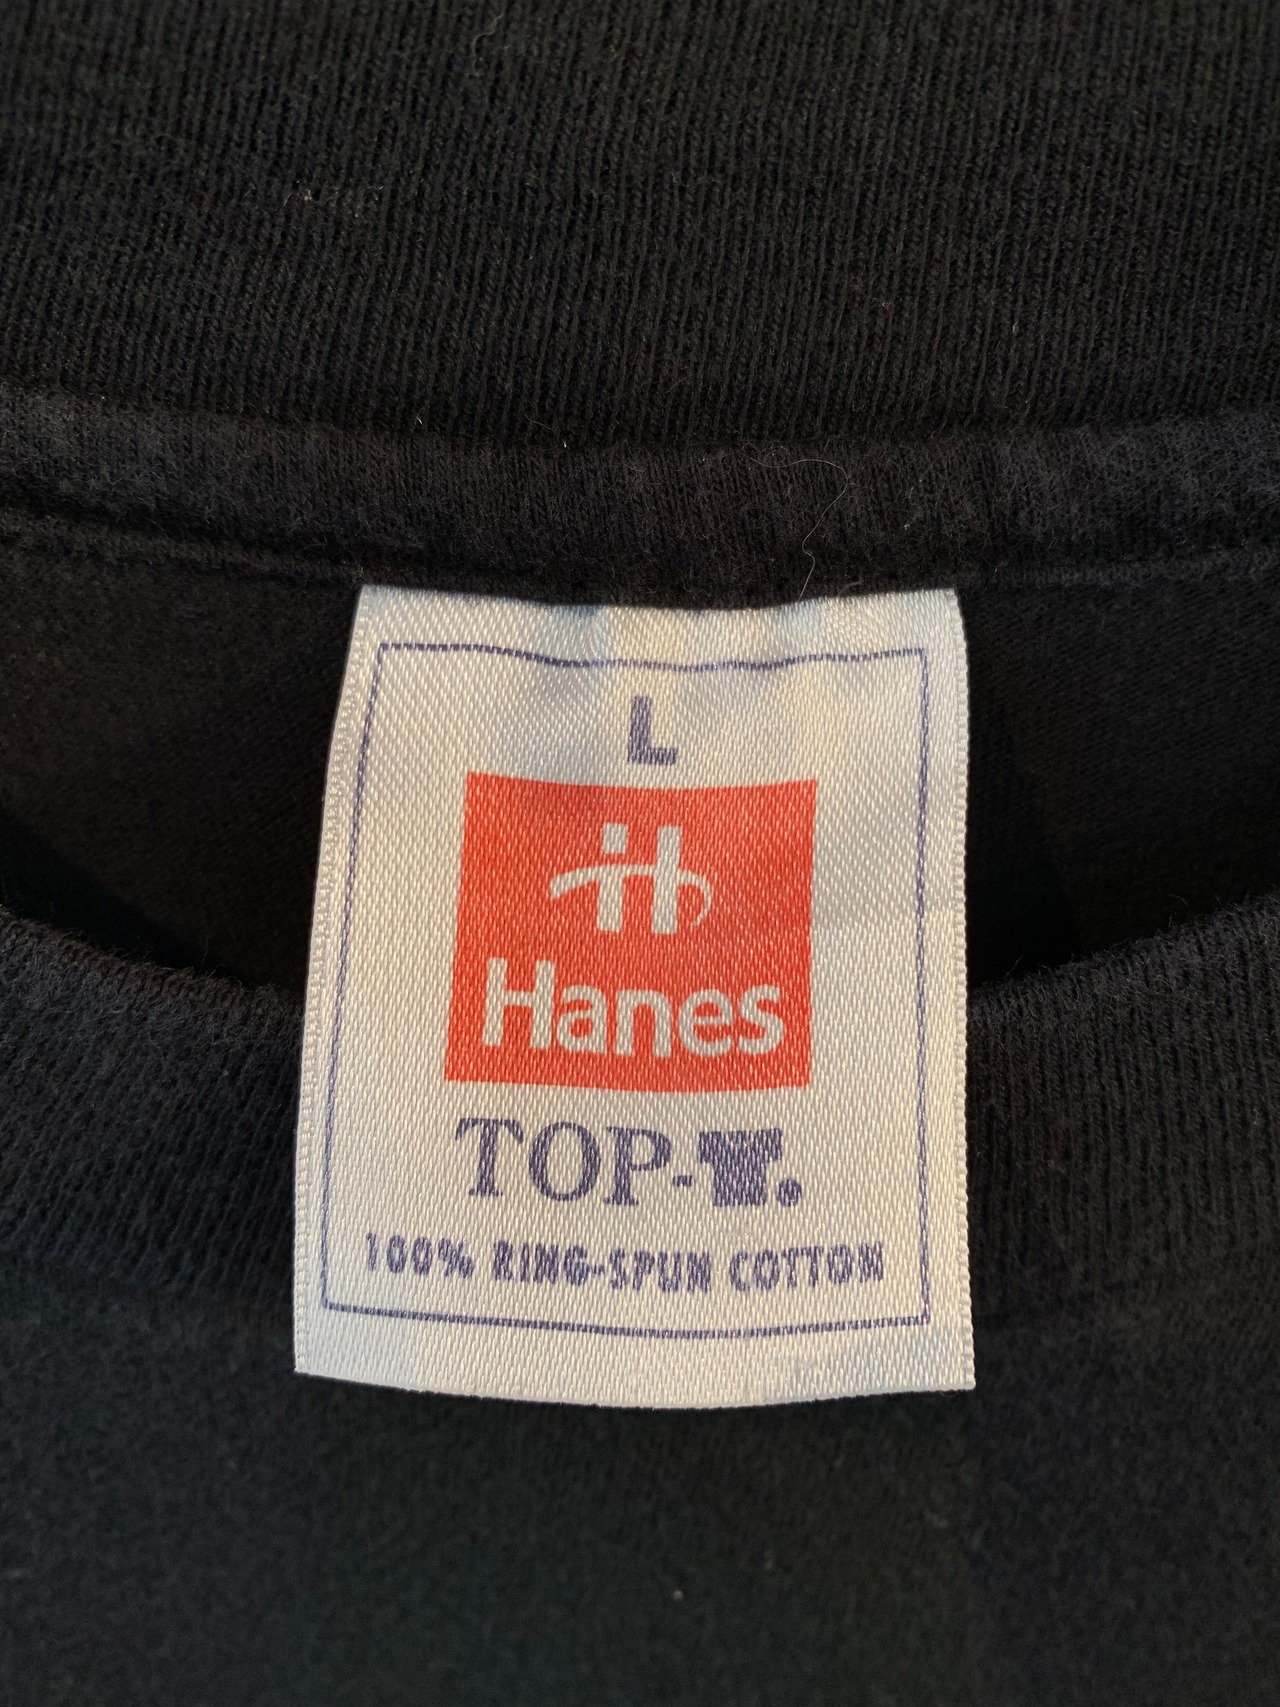 L
H
Hanes
TOP-T.
100% RING-SPUN COTTON